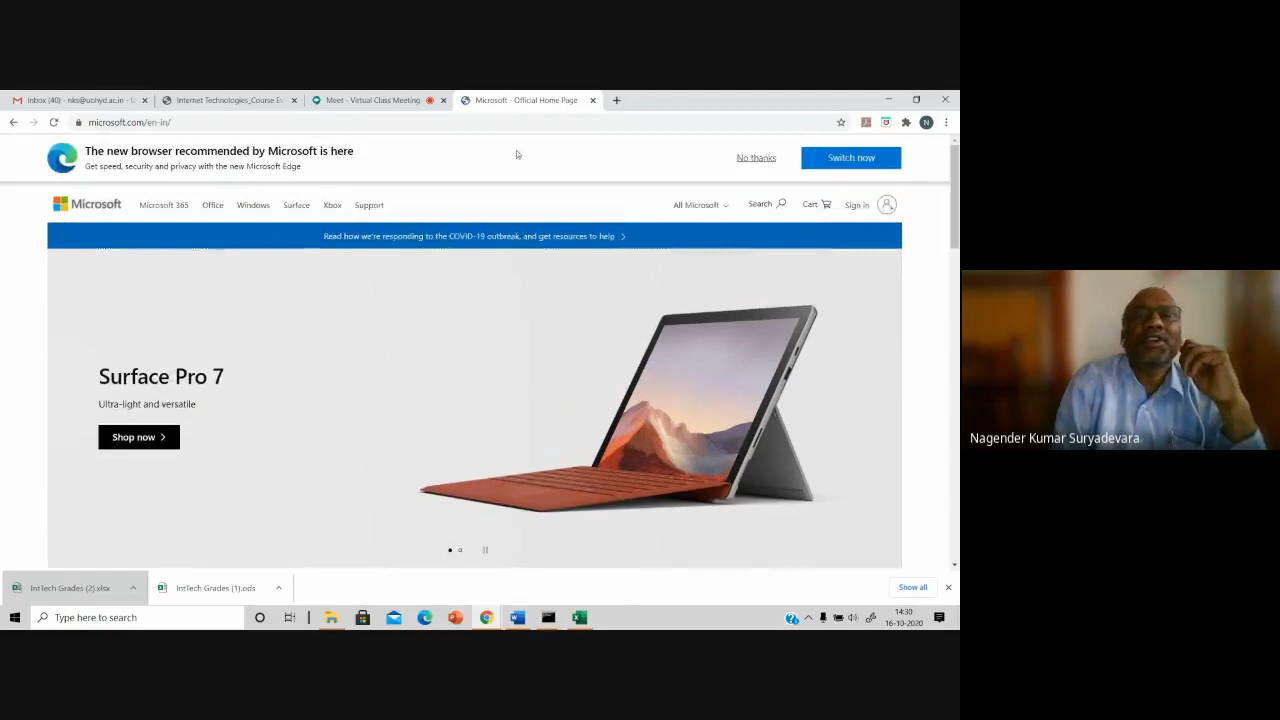 Inbox (40) - nks@uohyd.ac.in - U
Internet Technologies_Course Ev
Meet - Virtual Class Meeting
Microsoft - Official Home Page
microsoft.com/en-in/
N
The new browser recommended by Microsoft is here
Get speed, security and privacy with the new Microsoft Edge
No thanks
Switch now
Microsoft
Microsoft 365
Office
Windows
Surface
Xbox
Support
All Microsoft
Search
Cart
Sign in
Read how we're responding to the COVID-19 outbreak, and get resources to help
Surface Pro 7
Ultra-light and versatile
Shop now
Nagender Kumar Suryadevara
IntTech Grades (2).xlsx
IntTech Grades (1).ods
Show all
Type here to search
14:30
16-10-2020